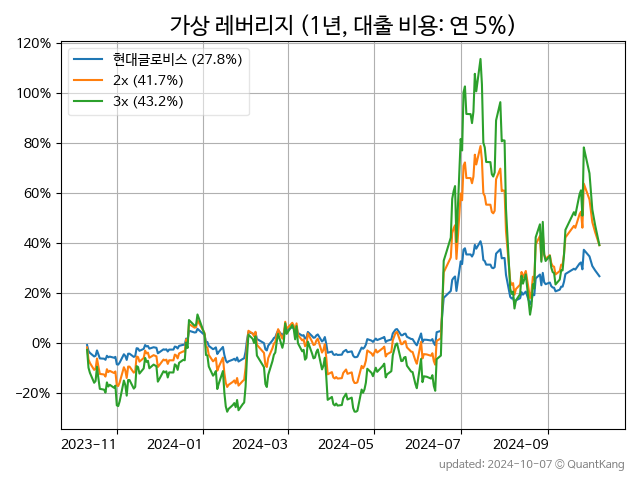 가상 레버리지 (1년, 대출 비용: 연 5%)
120%
100%
80%
60%
40%
20%
0%
−20%
현대글로비스 (27.8%)
2x (41.7%)
3x (43.2%)
2023-11
2024-01
2024-03
2024-05
2024-07
2024-09
updated: 2024-10-07 © QuantKang